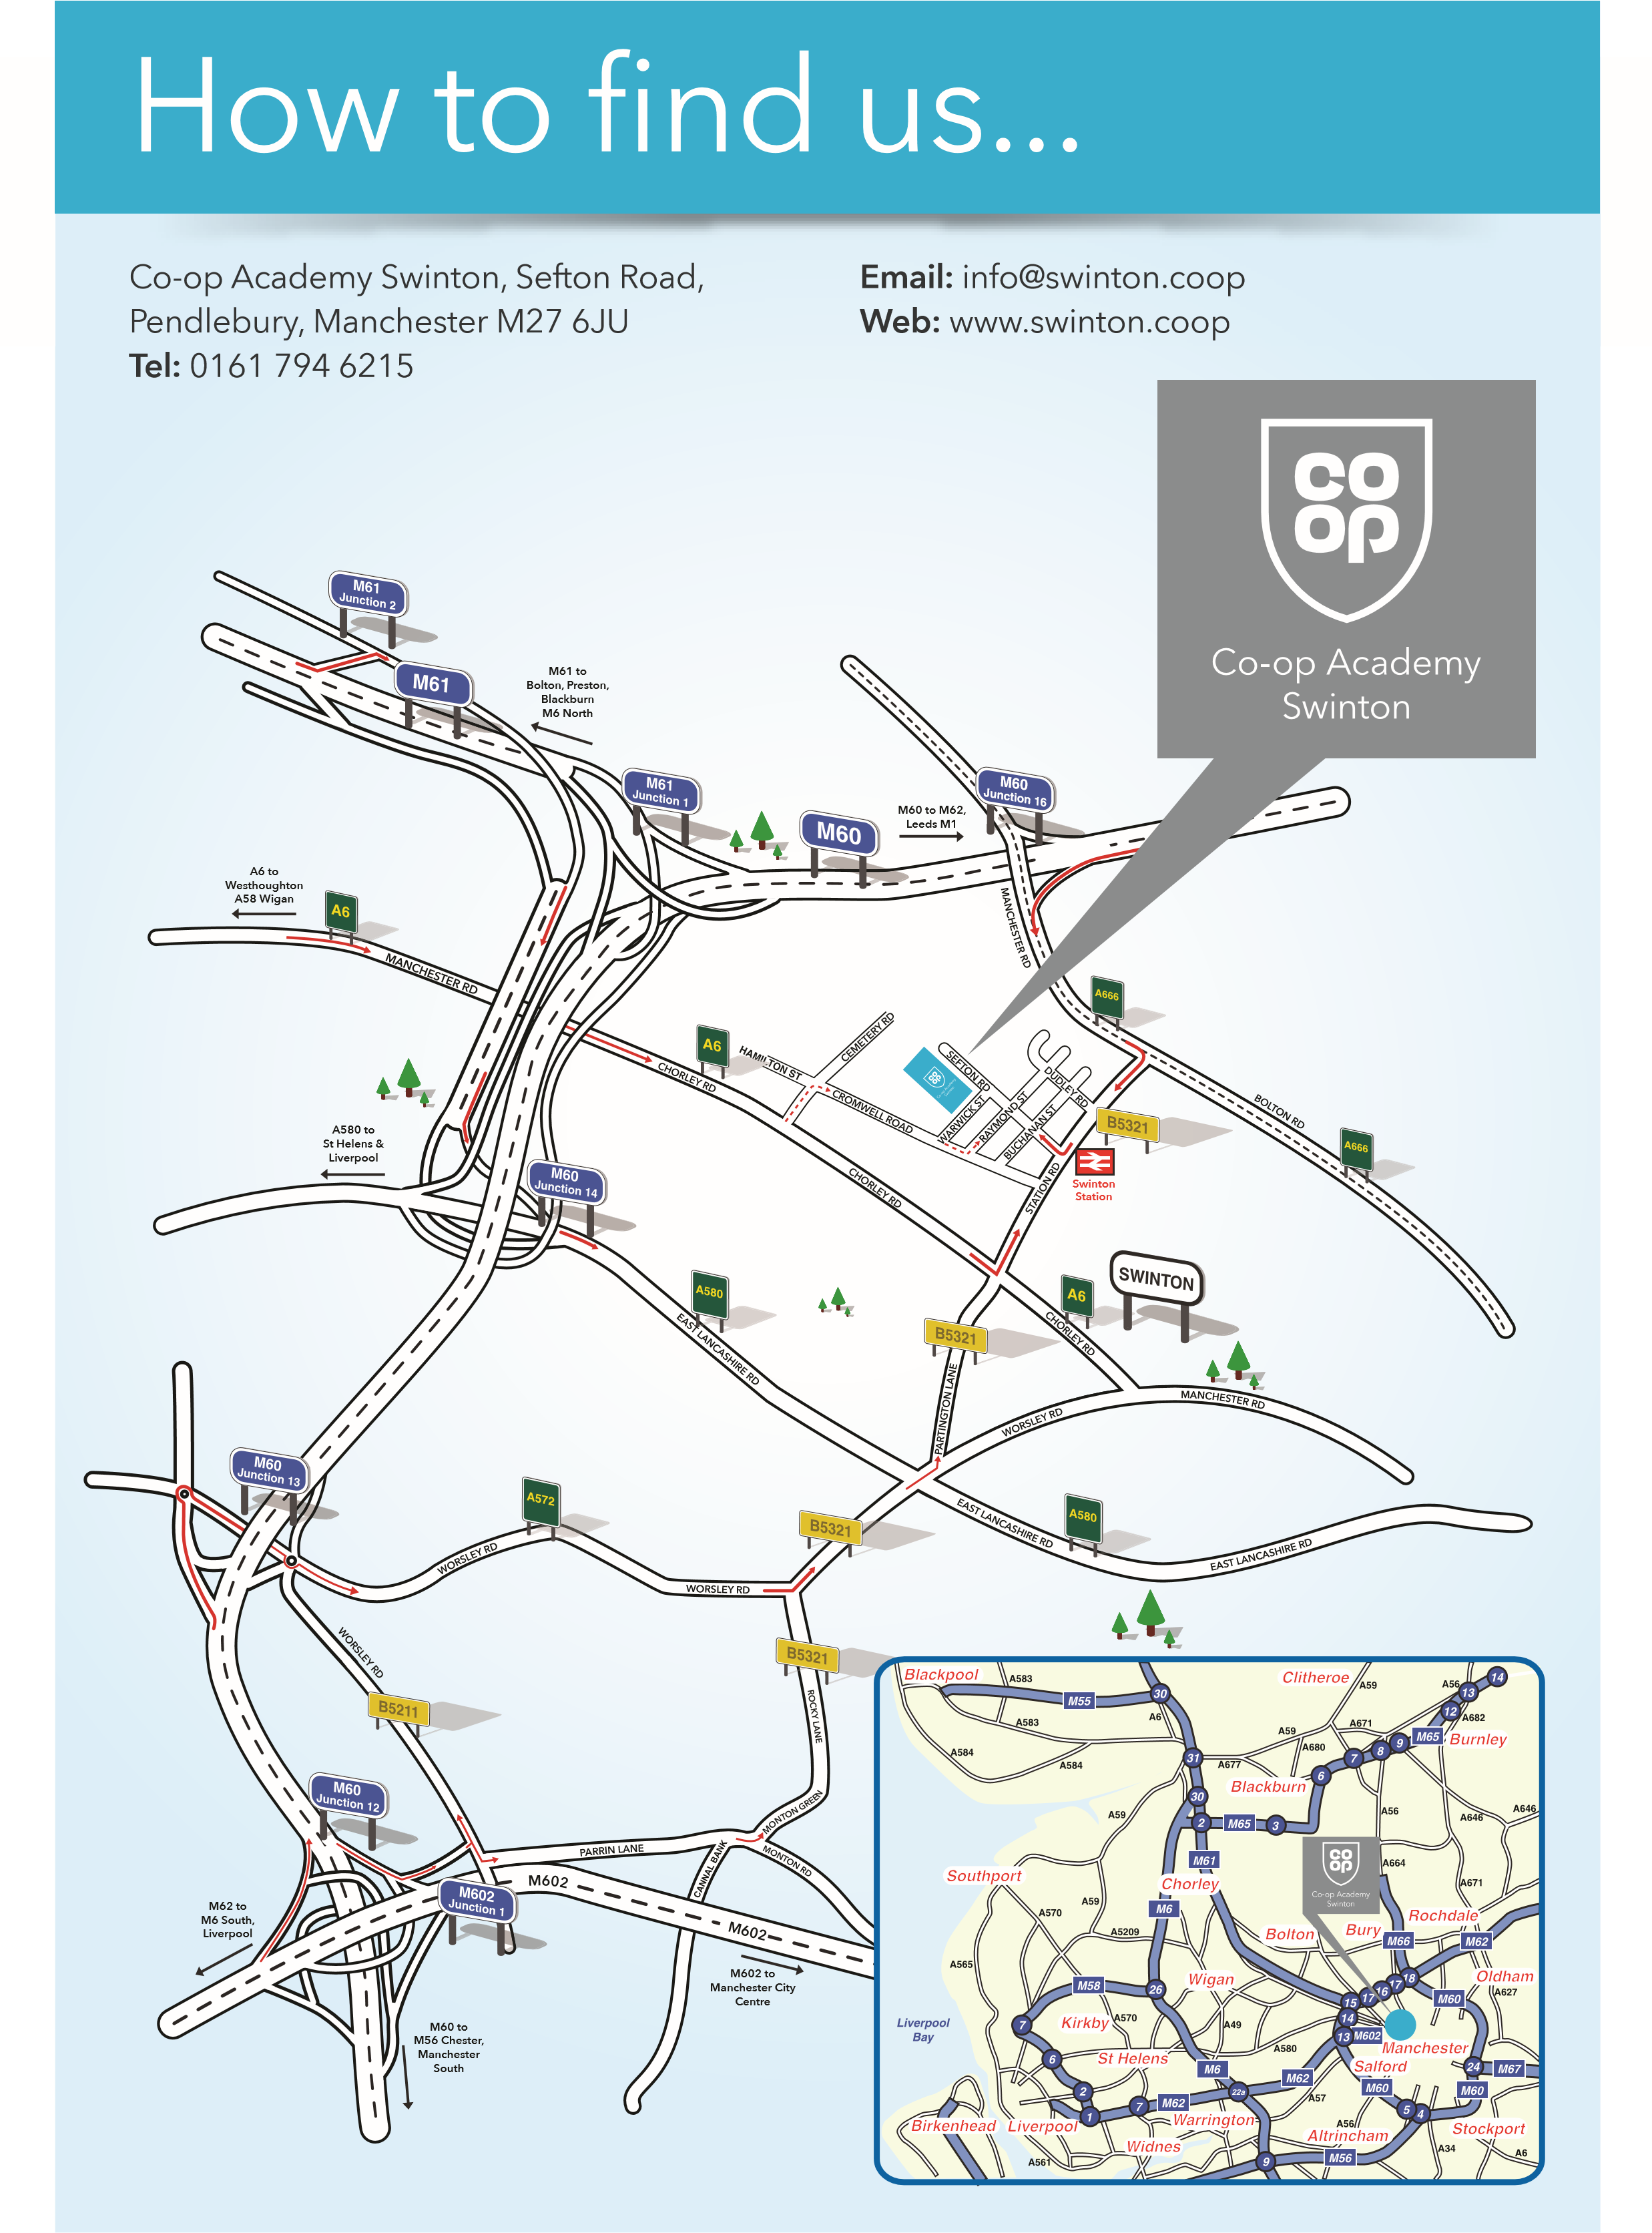 How to find us...
Co-op Academy Swinton, Sefton Road,
Pendlebury, Manchester M27 6JU
Tel: 0161 794 6215
Email: info@swinton.coop
Web: www.swinton.coop
co
op
Co-op Academy
Swinton
M61
Junction 2
M61
M61 to
Bolton, Preston,
Blackburn
M6 North
M61
Junction 1
M60
M60 to M62,
Leeds M1
M60
Junction 16
A6 to
Westhoughton
A58 Wigan
A6
MANCHESTER RD
MANCHESTER RD
A666
A6
CHORLEY RD
HAMILTON ST
CEMETERY RD
CROMWELL ROAD
co
op
SEFTON RD
WARWICK ST
RAYMOND ST
BUCHANAN ST
DUDLEY RD
B5321
BOLTON RD
A666
Swinton
Station
STATION RD
CHORLEY RD
A580 to
St Helens &
Liverpool
M60
Junction 14
A580
EAST LANCASHIRE RD
A6
SWINTON
CHORLEY RD
B5321
PARTINGTON LANE
WORSLEY RD
MANCHESTER RD
M60
Junction 13
A572
WORSLEY RD
WORSLEY RD
B5321
EAST LANCASHIRE RD
A580
EAST LANCASHIRE RD
WORSLEY RD
B5211
B5321
ROCKY LANE
M60
Junction 12
MONTON GREEN
MONTON RD
PARRIN LANE
CANNAL BANK
M602
M602
Junction 1
M602
M62 to
M6 South,
Liverpool
M602 to
Manchester City
Centre
M60 to
M56 Chester,
Manchester
South
Blackpool
A583
M55
30
A6
A583
A584
A584
Clitheroe
A59
A56
13
14
12
A682
A59
A671
A680
7
8
9
M65
Burnley
31
A677
Blackburn
6
30
2
M65
3
A59
A56
A646
A646
M61
co
op
Co-op Academy
Swinton
A664
A671
Southport
Chorley
A59
M6
A570
A5209
Bolton
Bury
Rochdale
M66
M62
A565
M58
26
Wigan
15
17
16
17
18
Oldham
A627
M60
Liverpool
Bay
7
Kirkby
A570
A49
14
13
M602
Manchester
6
St Helens
A580
Salford
24
M67
M6
M62
M60
M60
2
22a
A57
1
7
M62
5
4
Birkenhead
Liverpool
Warrington
A56
Altrincham
Stockport
Widnes
A34
A6
A561
9
M56